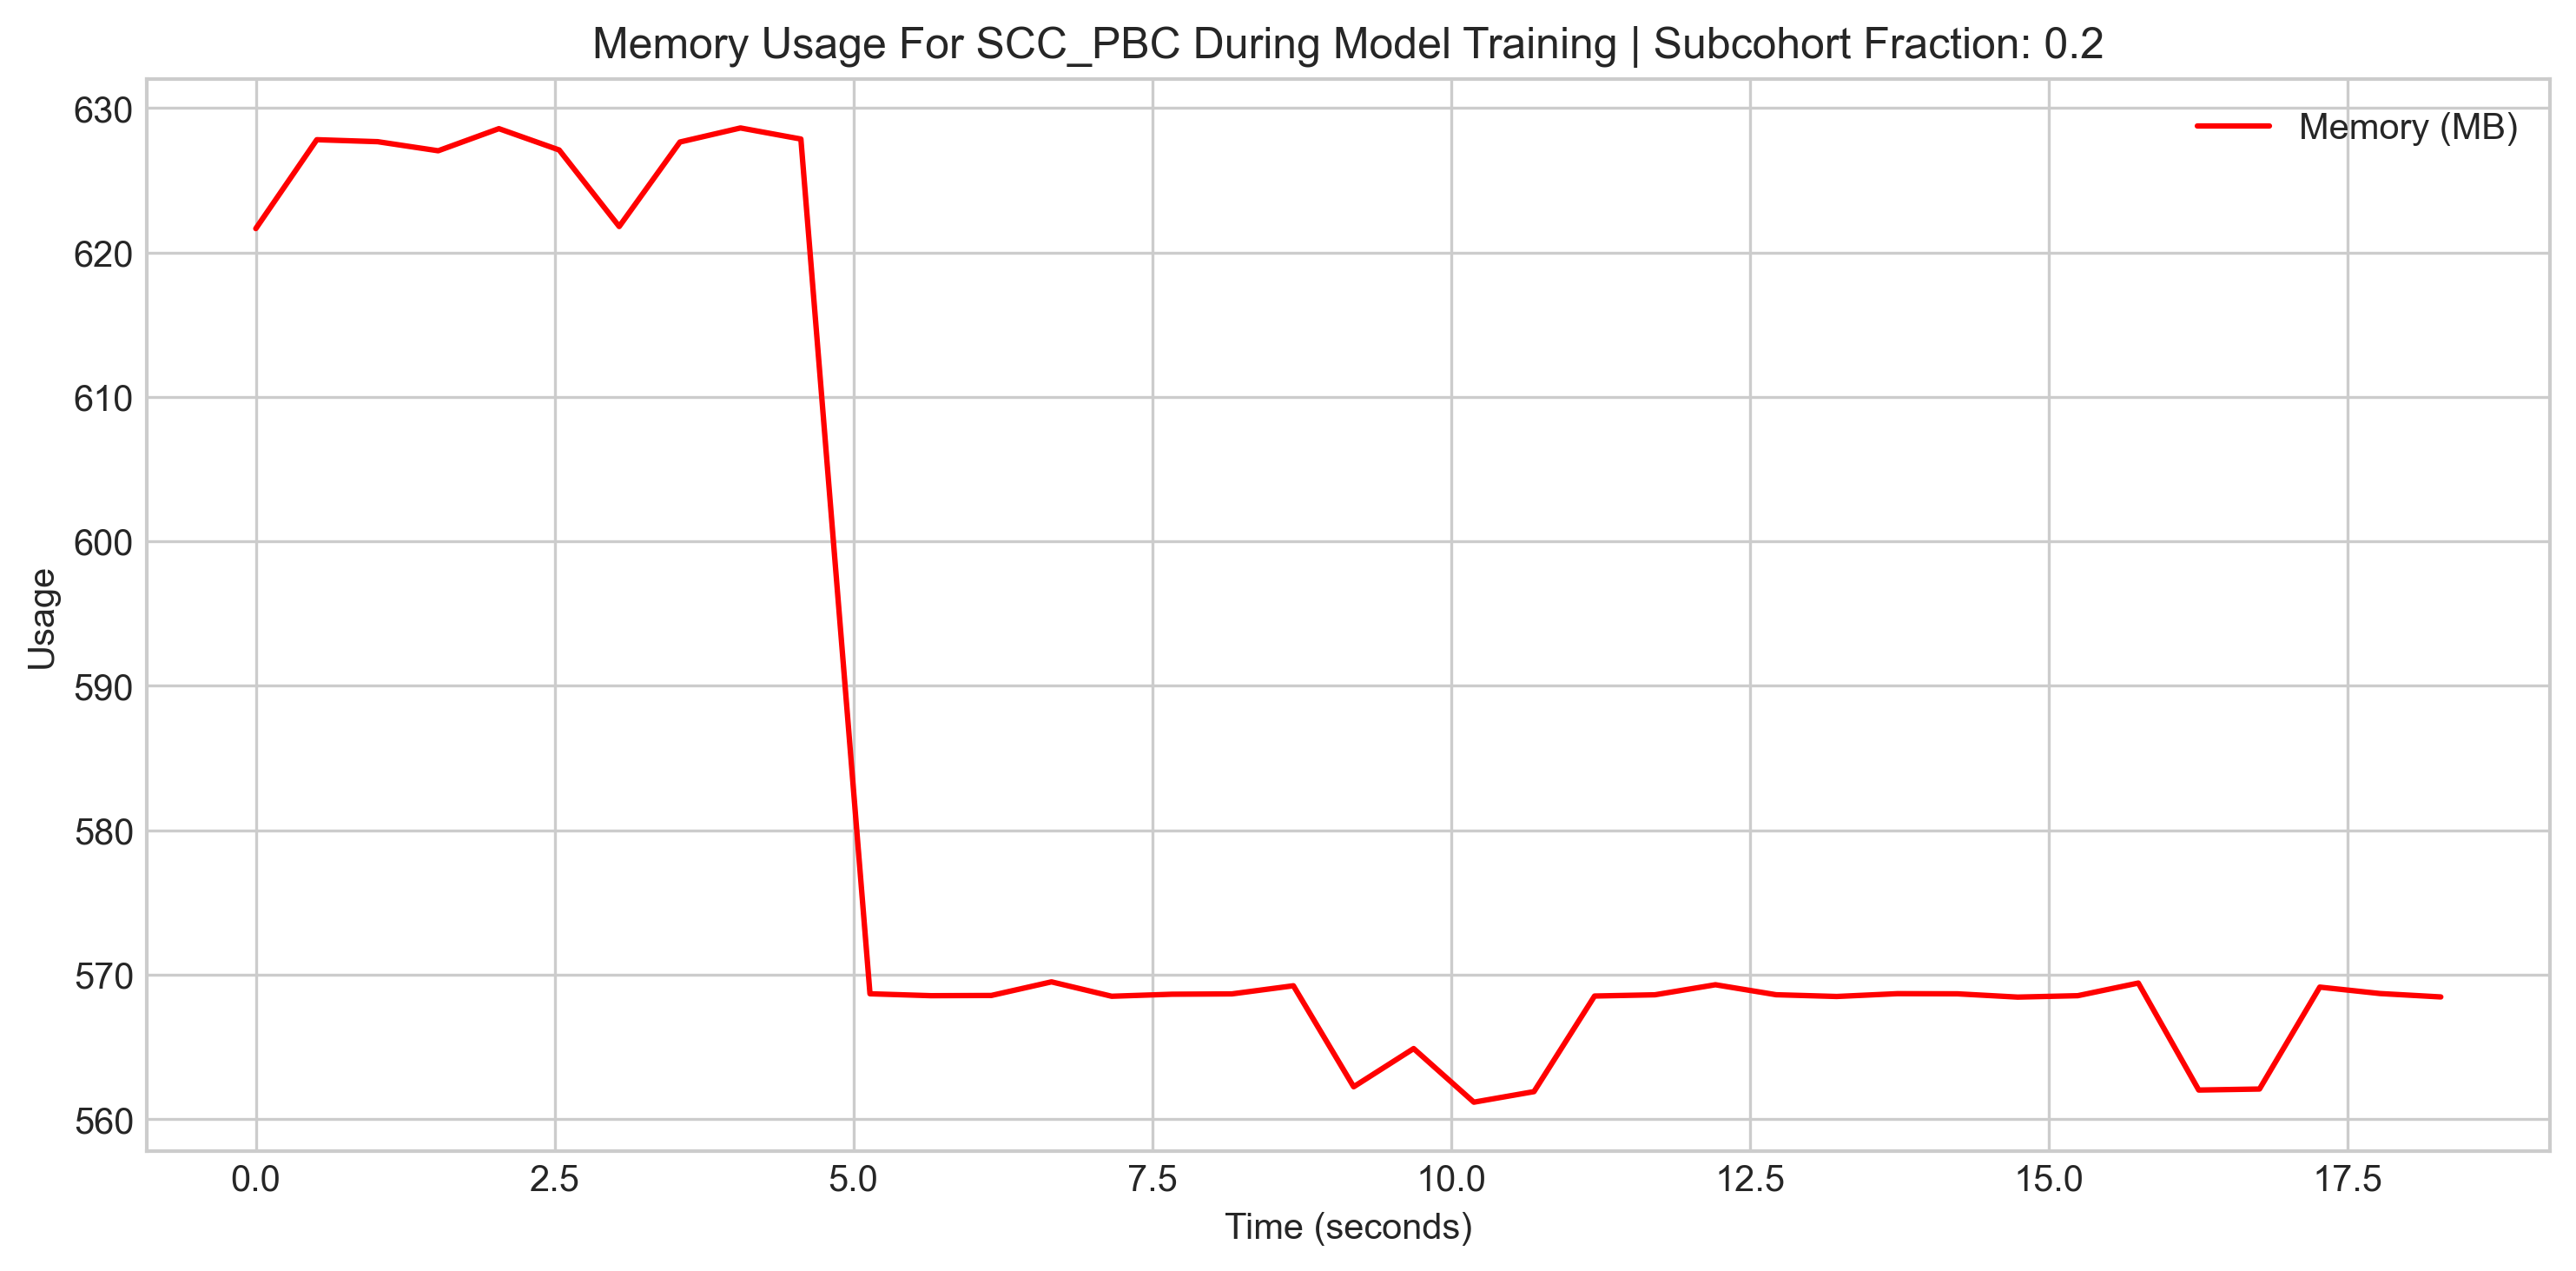 Memory Usage For SCC_PBC During Model Training | Subcohort Fraction: 0.2
Memory (MB)
Usage
630
620
610
600
590
580
570
560
0.0 2.5 5.0 7.5 10.0 12.5 15.0 17.5
Time (seconds)